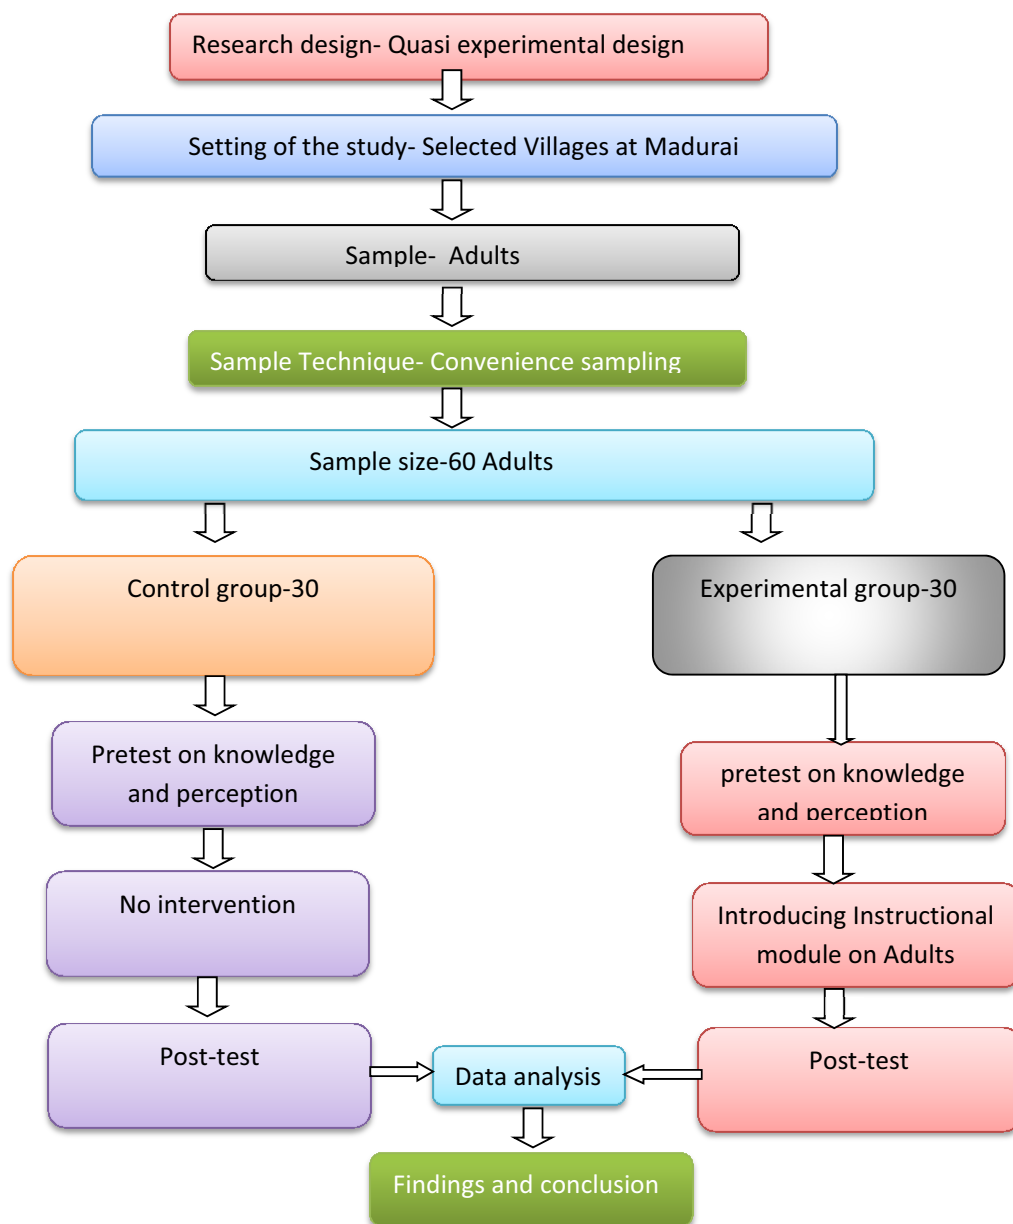 Research design- Quasi experimental design
Setting of the study- Selected Villages at Madurai
Sample- Adults
Sample Technique- Convenience sampling
Sample size-60 Adults
Control group-30
Experimental group-30
Pretest on knowledge
and perception
pretest on knowledge
and perception
No intervention
Introducing Instructional
module on Adults
Post-test
Data analysis
Post-test
Findings and conclusion